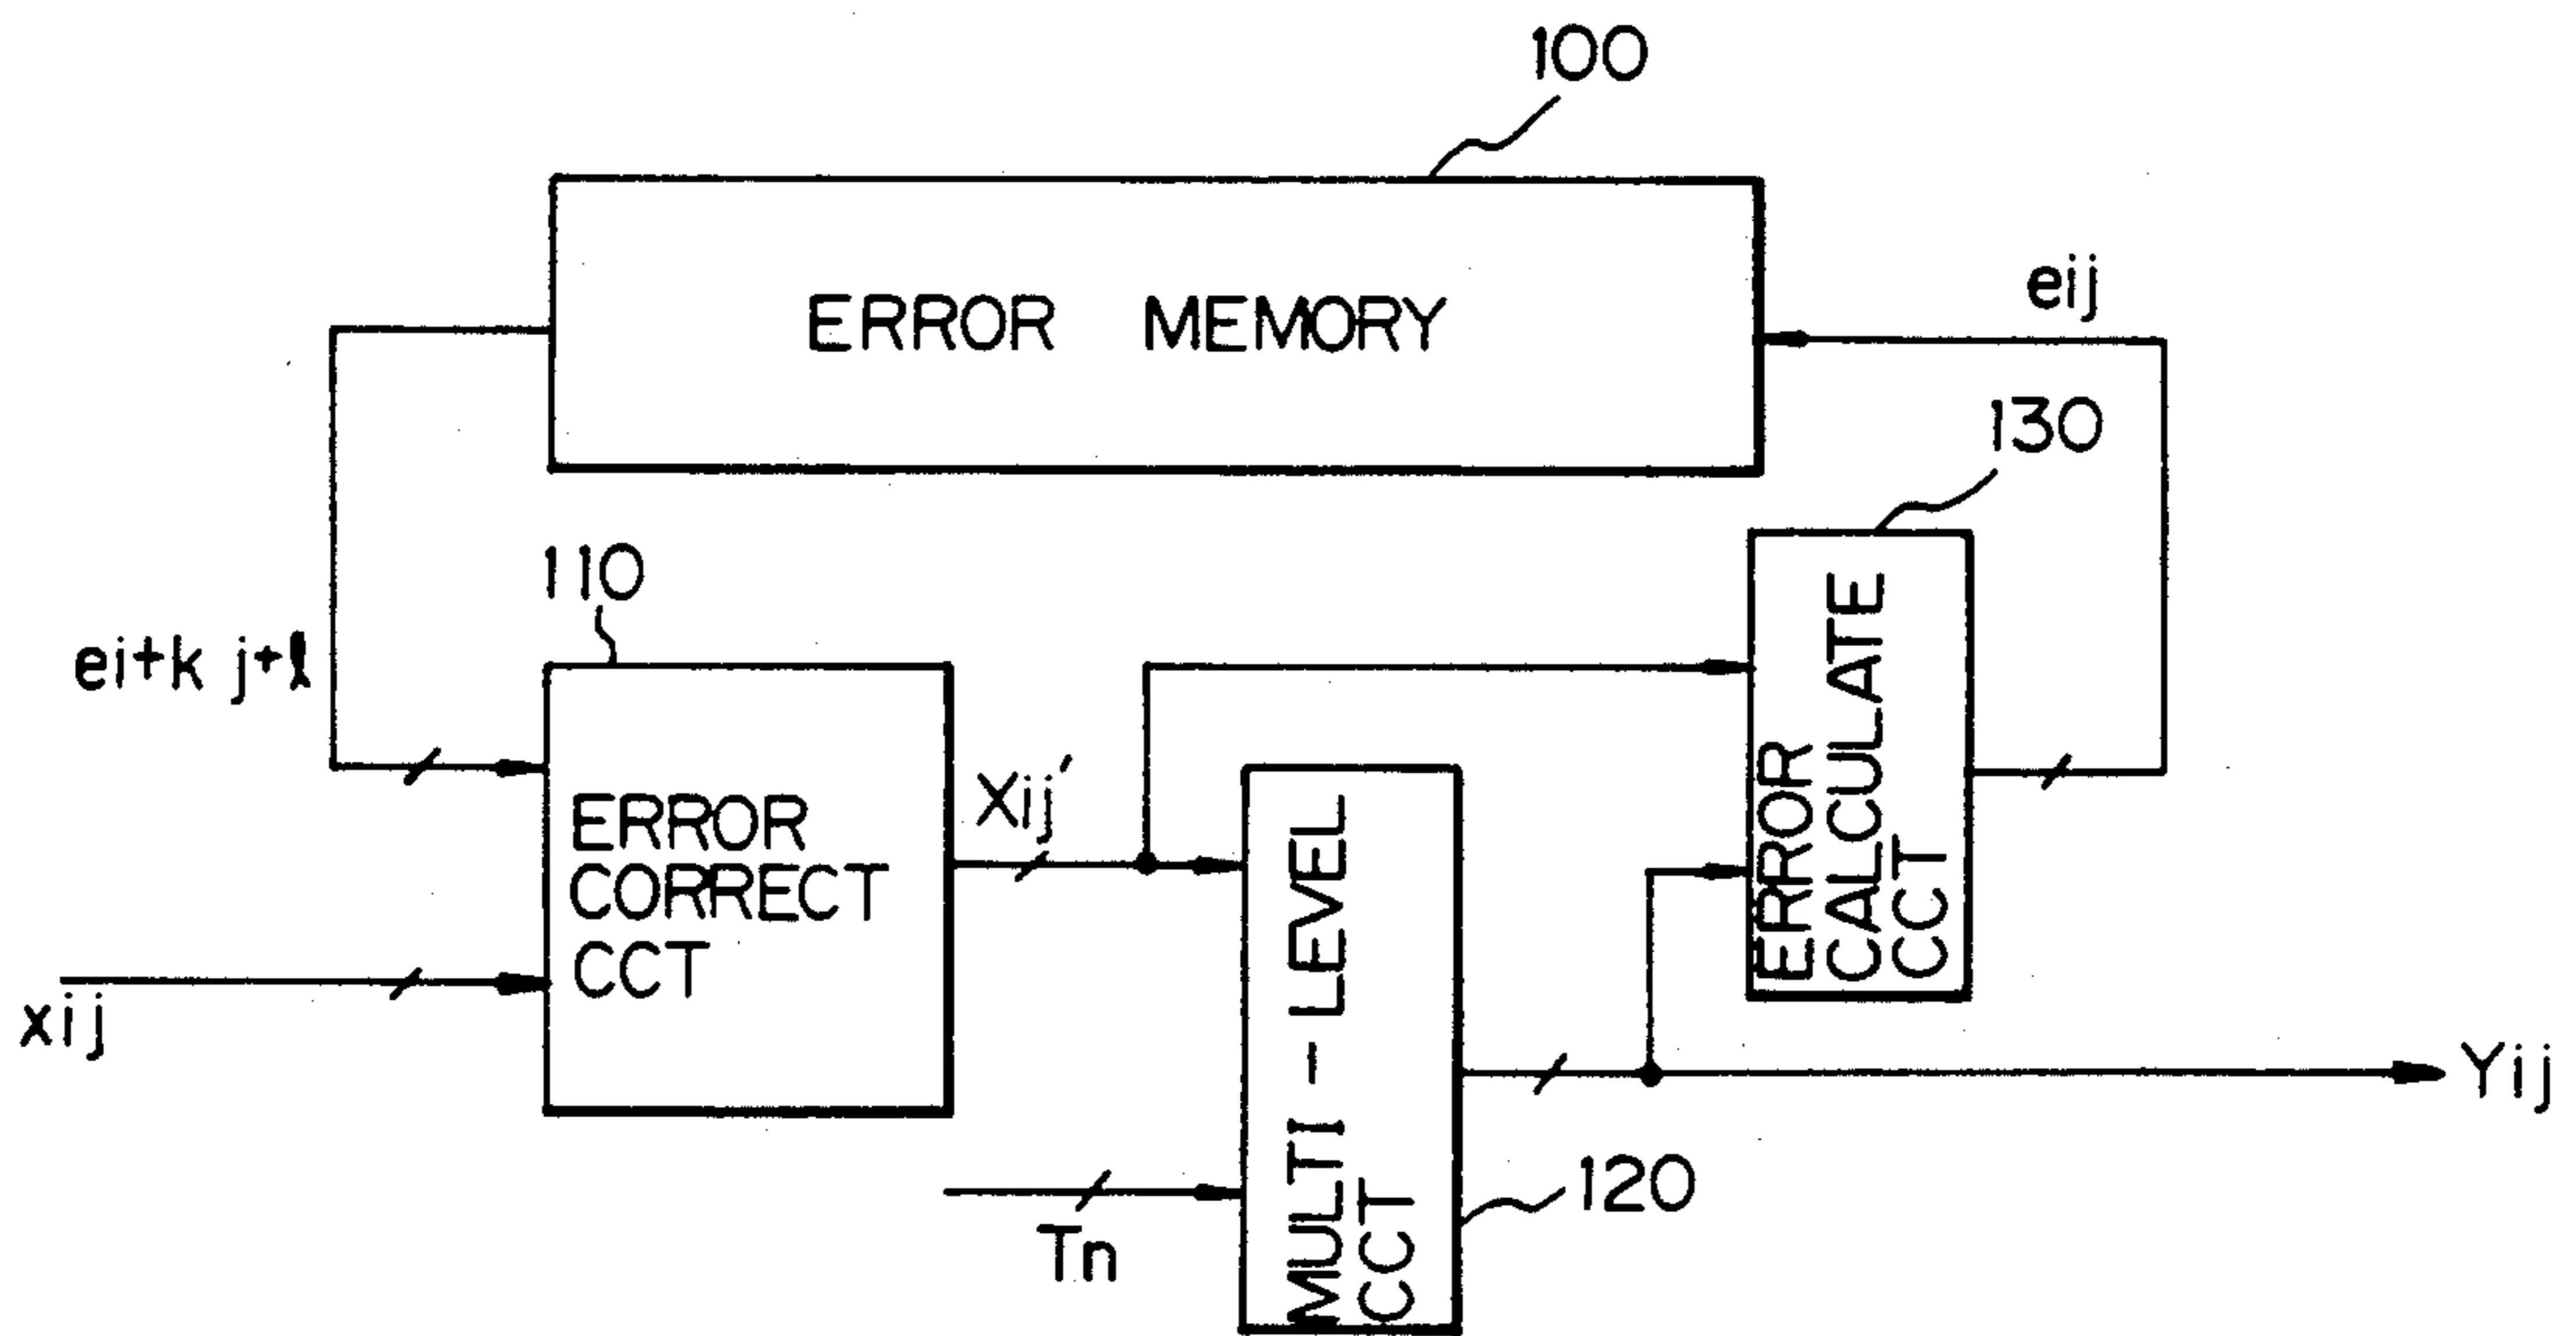 100
ERROR MEMORY
eij
130
110
ei+k j+l
ERROR
CALCULATE
CCT
Xij′
ERROR
CORRECT
CCT
xij
MULTI-LEVEL
CCT
Yij
120
Tn